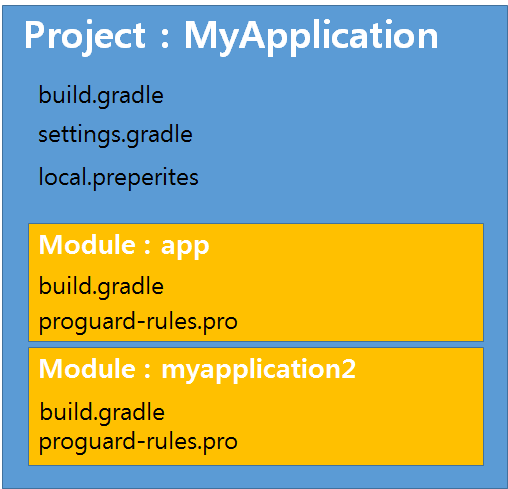 Project : MyApplication
build.gradle
settings.gradle
local.preperites
Module : app
build.gradle
proguard-rules.pro
Module : myapplication2
build.gradle
proguard-rules.pro